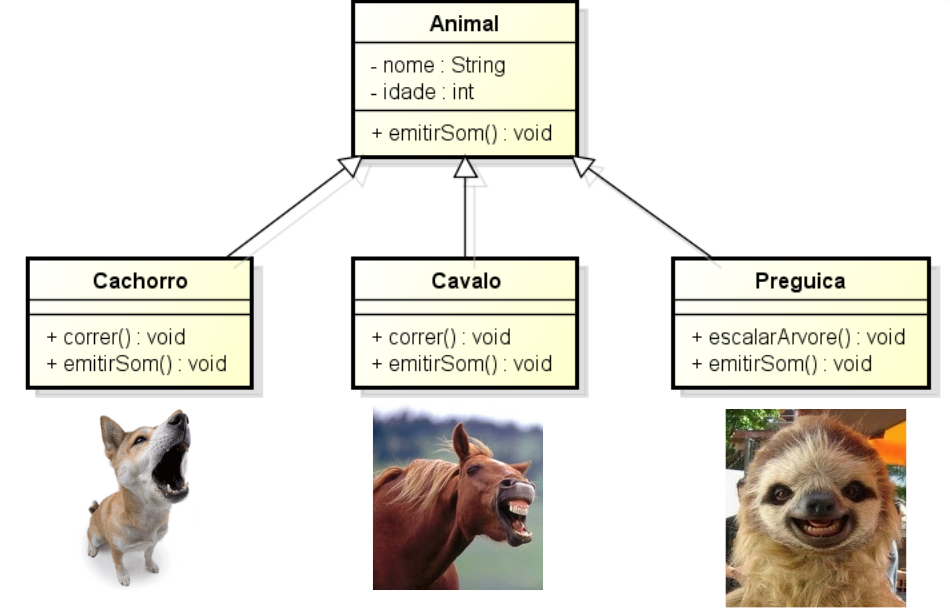 Animal
- nome : String
- idade : int
+ emitirSom() : void
Cachorro
+ correr() : void
+ emitirSom() : void
Cavalo
+ correr() : void
+ emitirSom() : void
Preguica
+ escalarArvore() : void
+ emitirSom() : void